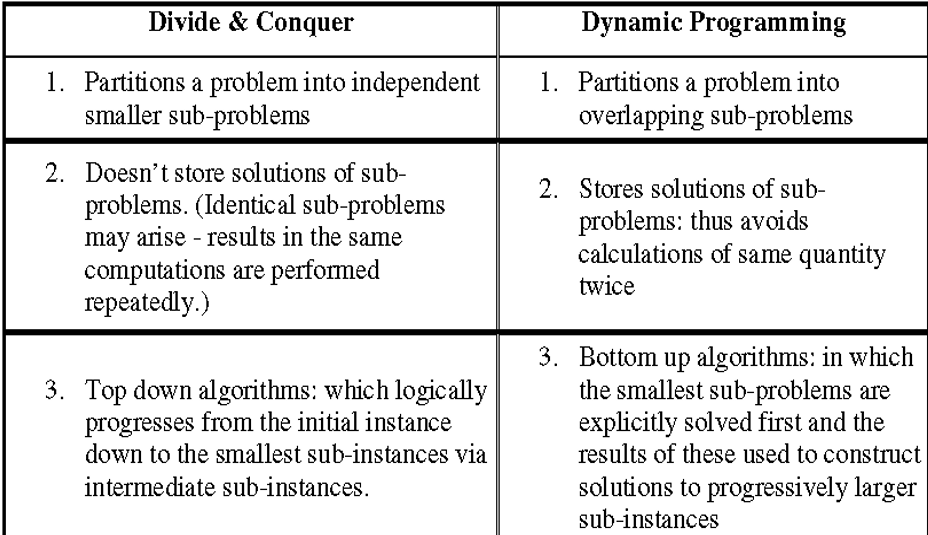 Divide & Conquer
Dynamic Programming
1. Partitions a problem into independent
smaller sub-problems
1. Partitions a problem into
overlapping sub-problems
2. Doesn't store solutions of sub-
problems. (Identical sub-problems
may arise - results in the same
computations are performed
repeatedly.)
2. Stores solutions of sub-
problems: thus avoids
calculations of same quantity
twice
3. Top down algorithms: which logically
progresses from the initial instance
down to the smallest sub-instances via
intermediate sub-instances.
3. Bottom up algorithms: in which
the smallest sub-problems are
explicitly solved first and the
results of these used to construct
solutions to progressively larger
sub-instances